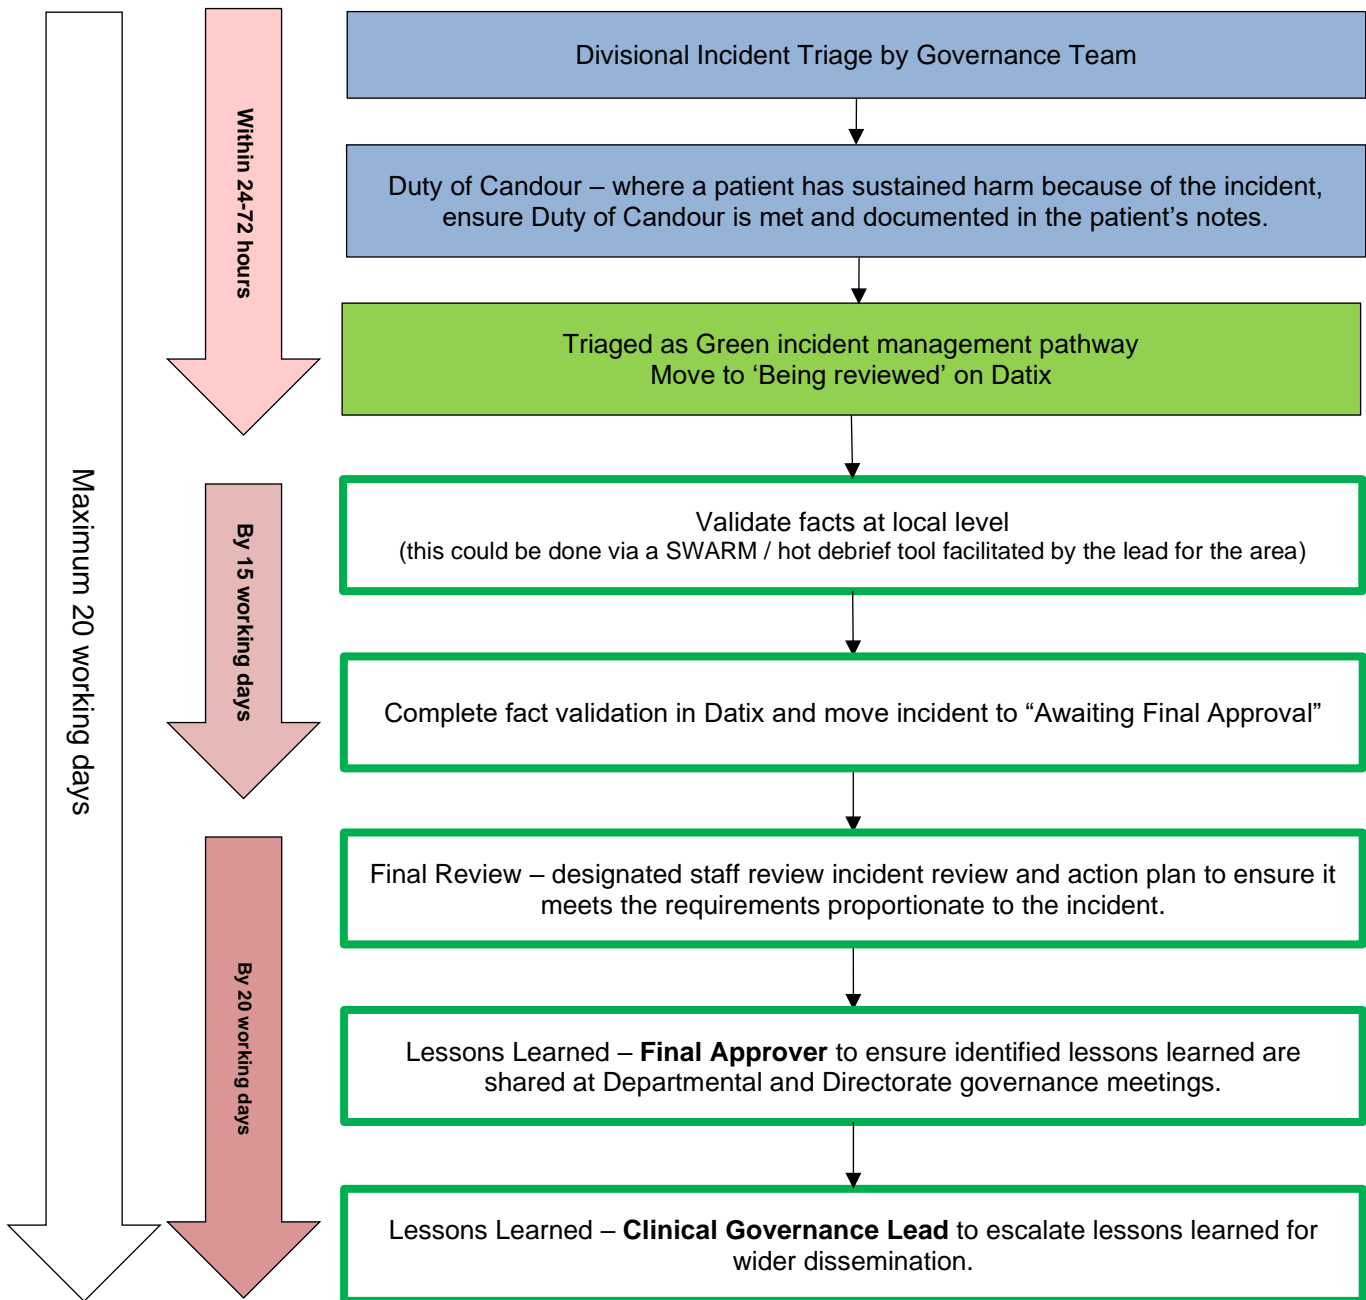 Maximum 20 working days
Within 24-72 hours
Divisional Incident Triage by Governance Team
Duty of Candour – where a patient has sustained harm because of the incident,
ensure Duty of Candour is met and documented in the patient’s notes.
Triaged as Green incident management pathway
Move to ‘Being reviewed’ on Datix
By 15 working days
Validate facts at local level
(this could be done via a SWARM / hot debrief tool facilitated by the lead for the area)
Complete fact validation in Datix and move incident to “Awaiting Final Approval”
By 20 working days
Final Review – designated staff review incident review and action plan to ensure it
meets the requirements proportionate to the incident.
Lessons Learned – Final Approver to ensure identified lessons learned are
shared at Departmental and Directorate governance meetings.
Lessons Learned – Clinical Governance Lead to escalate lessons learned for
wider dissemination.